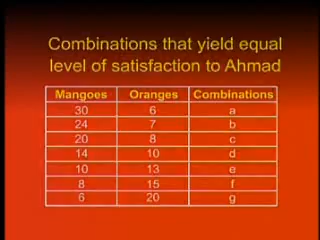 Combinations that yield equal
level of satisfaction to Ahmad
Mangoes Oranges Combinations
30 6 a
24 7 b
20 8 c
14 10 d
10 13 e
8 15 f
6 20 g